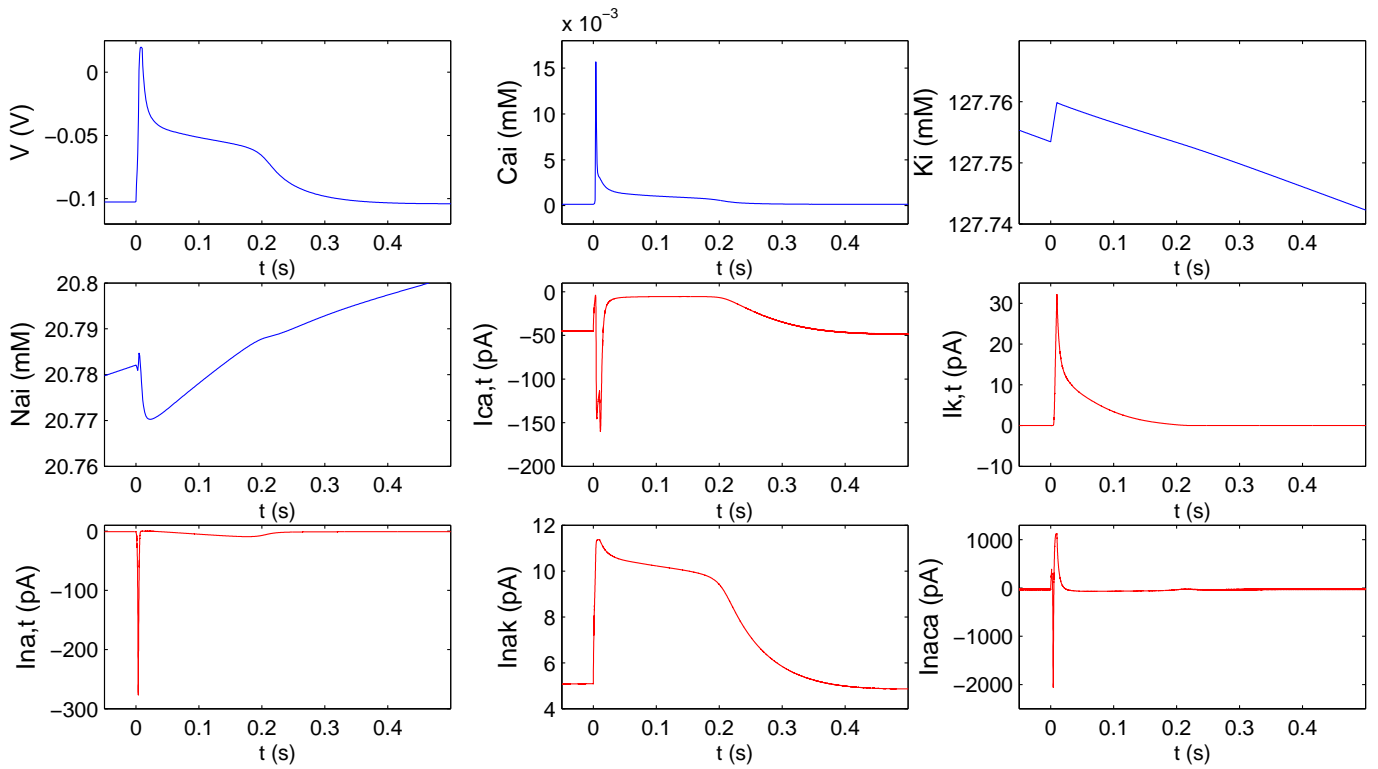 x 10⁻³
V (V)
0
−0.05
−0.1
0 0.1 0.2 0.3 0.4
t (s)
Cai (mM)
15
10
5
0
0 0.1 0.2 0.3 0.4
t (s)
Ki (mM)
127.76
127.75
127.74
0 0.1 0.2 0.3 0.4
t (s)
Nai (mM)
20.8
20.79
20.78
20.77
20.76
0 0.1 0.2 0.3 0.4
t (s)
Ica,t (pA)
0
−50
−100
−150
−200
0 0.1 0.2 0.3 0.4
t (s)
Ik,t (pA)
30
20
10
0
−10
0 0.1 0.2 0.3 0.4
t (s)
Ina,t (pA)
0
−100
−200
−300
0 0.1 0.2 0.3 0.4
t (s)
Inak (pA)
12
10
8
6
4
0 0.1 0.2 0.3 0.4
t (s)
Inaca (pA)
1000
0
−1000
−2000
0 0.1 0.2 0.3 0.4
t (s)